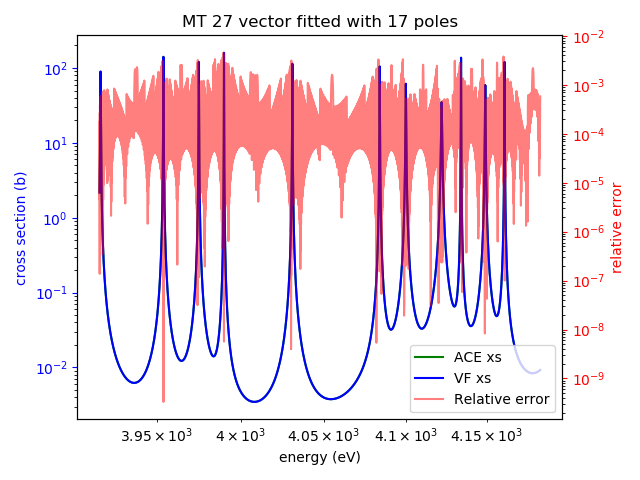 MT 27 vector fitted with 17 poles
cross section (b)
10²
10¹
10⁰
10⁻¹
10⁻²
relative error
10⁻²
10⁻³
10⁻⁴
10⁻⁵
10⁻⁶
10⁻⁷
10⁻⁸
10⁻⁹
ACE xs
VF xs
Relative error
3.95 × 10³ 4 × 10³ 4.05 × 10³ 4.1 × 10³ 4.15 × 10³
energy (eV)